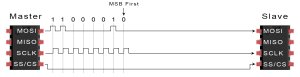 MSB First
Master
1 1 0 0 0 0 1 0
Slave
MOSI
MOSI
MISO
MISO
SCLK
SCLK
SS/CS
SS/CS